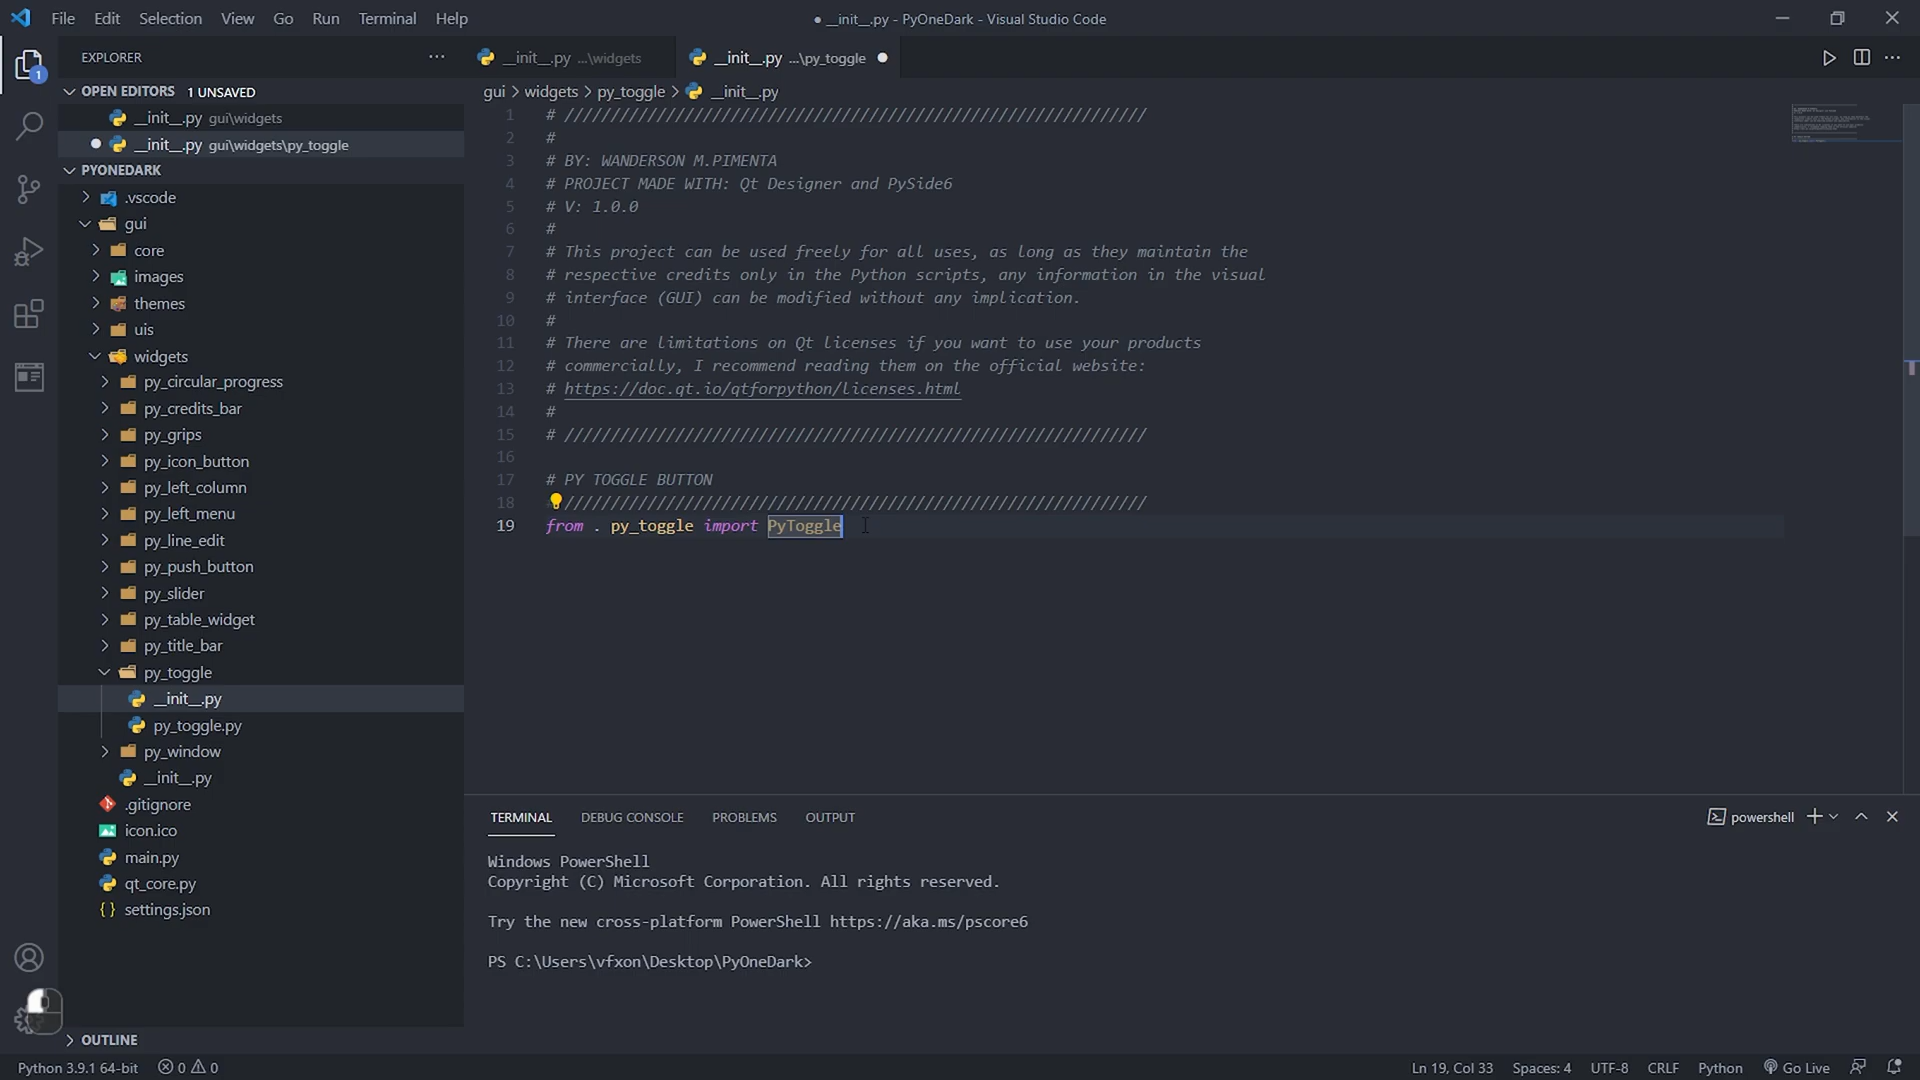 File Edit Selection View Go Run Terminal Help
● __init__.py - PyOneDark - Visual Studio Code
EXPLORER
1
OPEN EDITORS 1 UNSAVED
__init__.py gui\widgets
__init__.py gui\widgets\py_toggle
PYONEDARK
.vscode
gui
core
images
themes
uis
widgets
py_circular_progress
py_credits_bar
py_grips
py_icon_button
py_left_column
py_left_menu
py_line_edit
py_push_button
py_slider
py_table_widget
py_title_bar
py_toggle
__init__.py
py_toggle.py
py_window
__init__.py
.gitignore
icon.ico
main.py
qt_core.py
{} settings.json
OUTLINE
__init__.py ...\widgets
__init__.py ...\py_toggle
gui > widgets > py_toggle > __init__.py
1 # ///////////////////////////////////////////////////////////////
2 #
3 # BY: WANDERSON M.PIMENTA
4 # PROJECT MADE WITH: Qt Designer and PySide6
5 # V: 1.0.0
6 #
7 # This project can be used freely for all uses, as long as they maintain the
8 # respective credits only in the Python scripts, any information in the visual
9 # interface (GUI) can be modified without any implication.
10 #
11 # There are limitations on Qt licenses if you want to use your products
12 # commercially, I recommend reading them on the official website:
13 # https://doc.qt.io/qtforpython/licenses.html
14 #
15 # ///////////////////////////////////////////////////////////////
16
17 # PY TOGGLE BUTTON
18 ///////////////////////////////////////////////////////////////
19 from . py_toggle import PyToggle
TERMINAL DEBUG CONSOLE PROBLEMS OUTPUT
powershell
Windows PowerShell
Copyright (C) Microsoft Corporation. All rights reserved.
Try the new cross-platform PowerShell https://aka.ms/pscore6
PS C:\Users\vfxon\Desktop\PyOneDark>
Python 3.9.1 64-bit 0 0
Ln 19, Col 33 Spaces: 4 UTF-8 CRLF Python Go Live